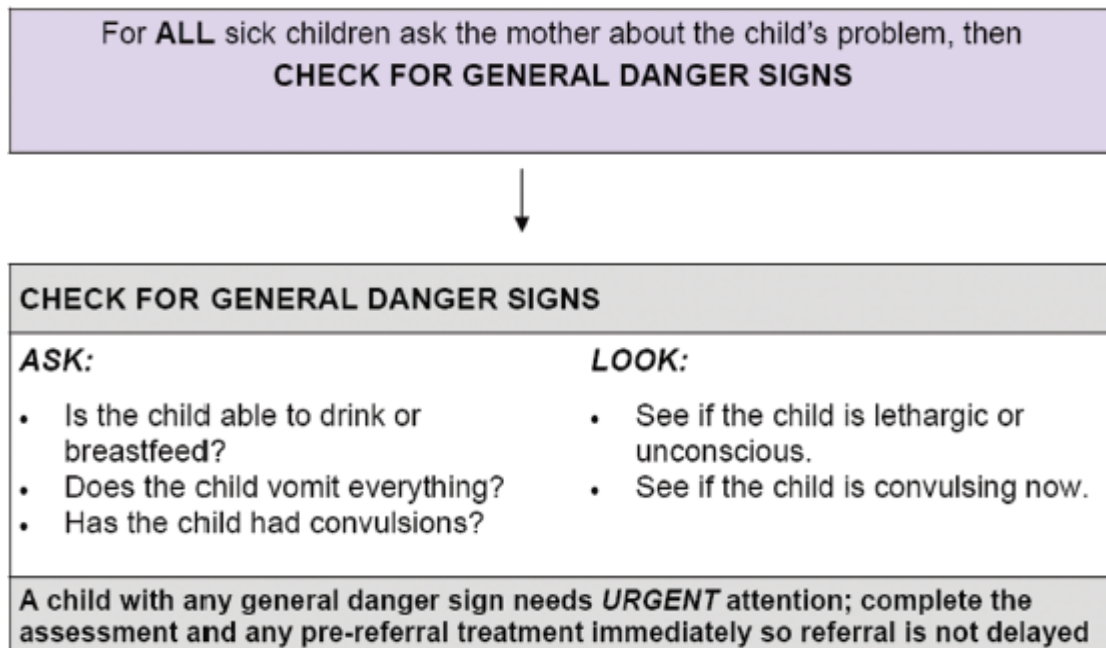 For ALL sick children ask the mother about the child's problem, then
CHECK FOR GENERAL DANGER SIGNS
CHECK FOR GENERAL DANGER SIGNS
ASK:
• Is the child able to drink or
breastfeed?
• Does the child vomit everything?
• Has the child had convulsions?
LOOK:
• See if the child is lethargic or
unconscious.
• See if the child is convulsing now.
A child with any general danger sign needs URGENT attention; complete the
assessment and any pre-referral treatment immediately so referral is not delayed